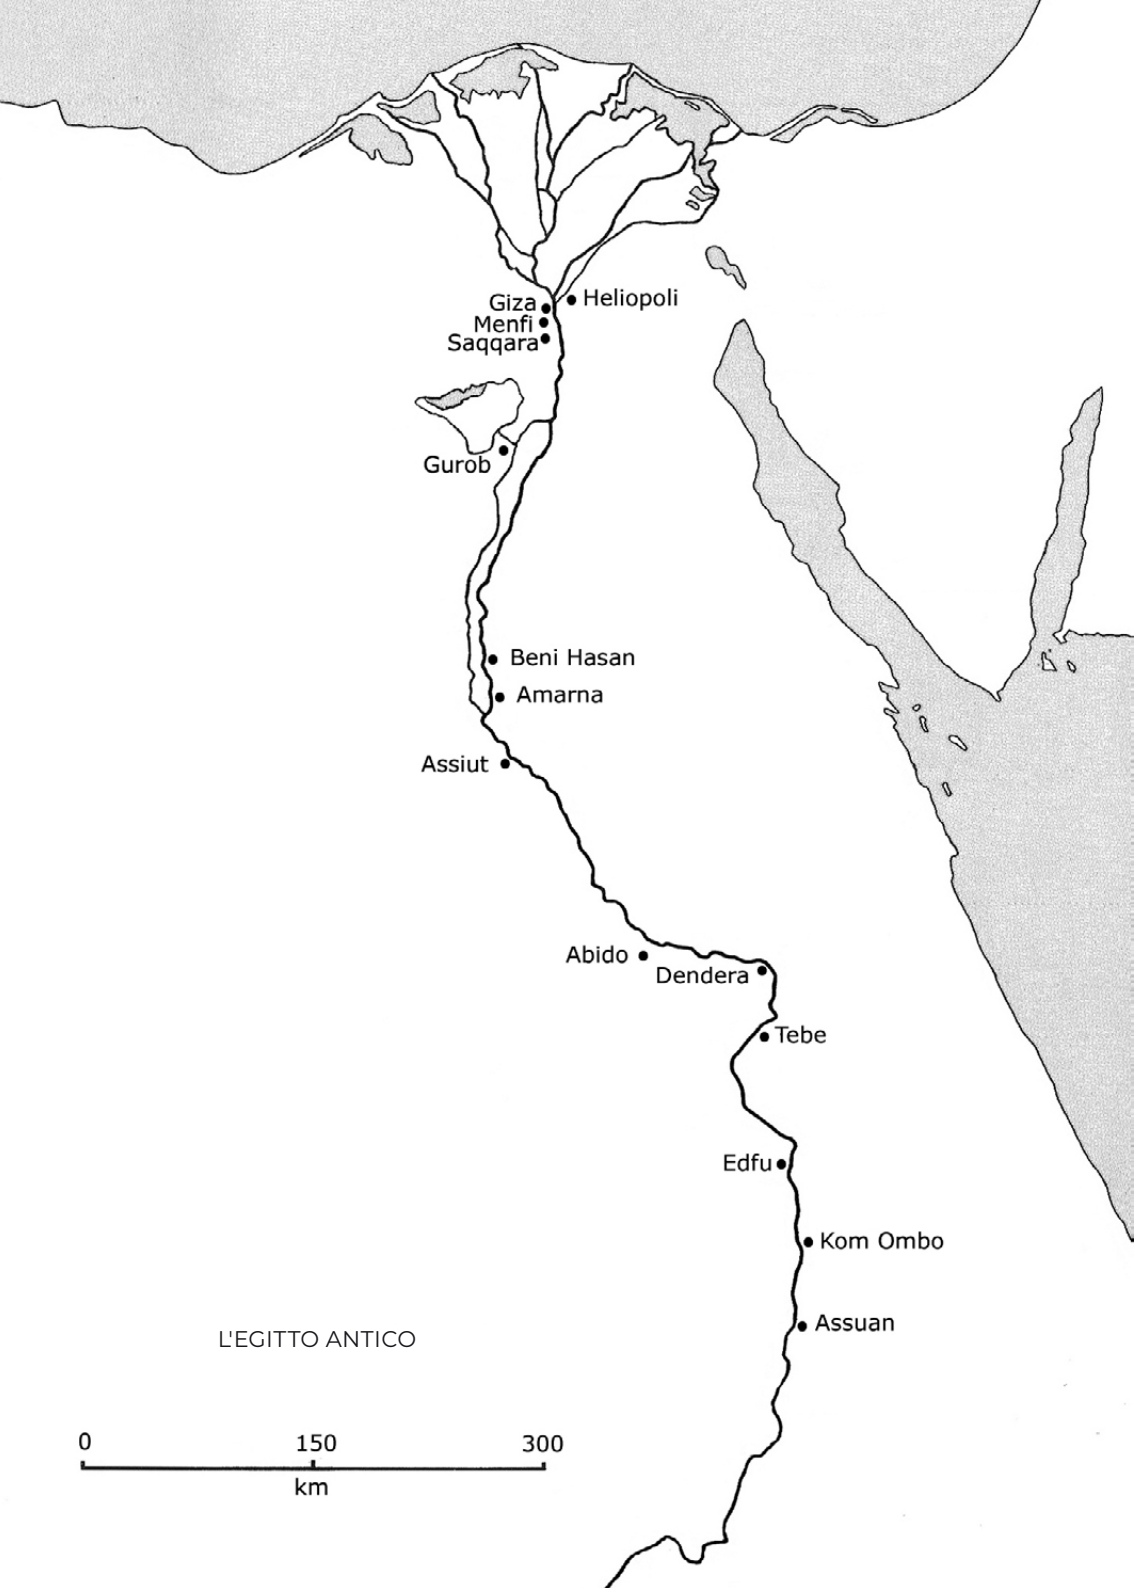 Giza
Heliopoli
Menfi
Saqqara
Gurob
Beni Hasan
Amarna
Assiut
Abido
Dendera
Tebe
Edfu
Kom Ombo
Assuan
L'EGITTO ANTICO
0 150 300
km